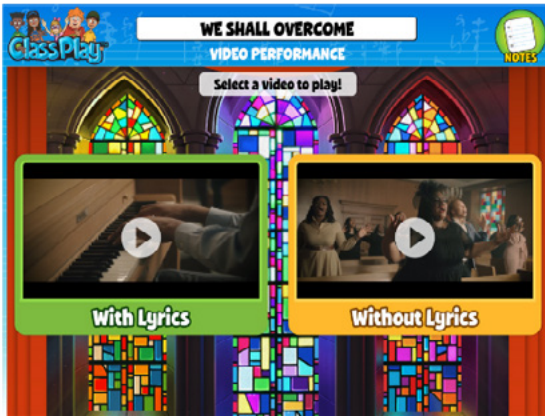 ClassPlay
WE SHALL OVERCOME
VIDEO PERFORMANCE
NOTES
Select a video to play!
With Lyrics
Without Lyrics